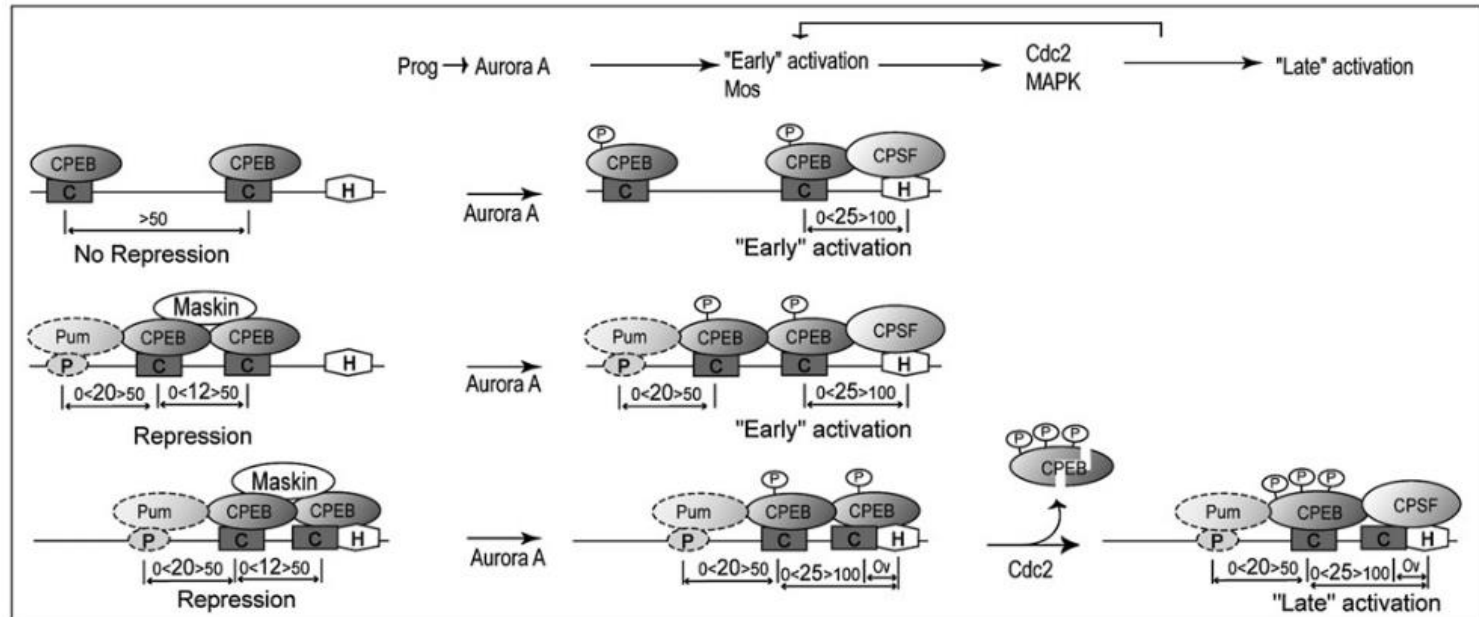 Prog → Aurora A
"Early" activation
Mos
Cdc2
MAPK
"Late" activation
CPEB CPEB
C C H
>50
No Repression
Aurora A
P P
CPEB CPEB CPSF
C C H
0<25>100
"Early" activation
Maskin
Pum CPEB CPEB
P C C H
0<20>50 0<12>50
Repression
Aurora A
P P
Pum CPEB CPEB CPSF
P C C H
0<20>50 0<25>100
"Early" activation
Maskin
Pum CPEB CPEB
P C C H
0<20>50 0<12>50
Repression
Aurora A
P P
Pum CPEB CPEB
P C C H
0<20>50 0<25>100 Ov
P P P
CPEB
Cdc2
P P P
Pum CPEB CPSF
P C C H
0<20>50 0<25>100 Ov
"Late" activation